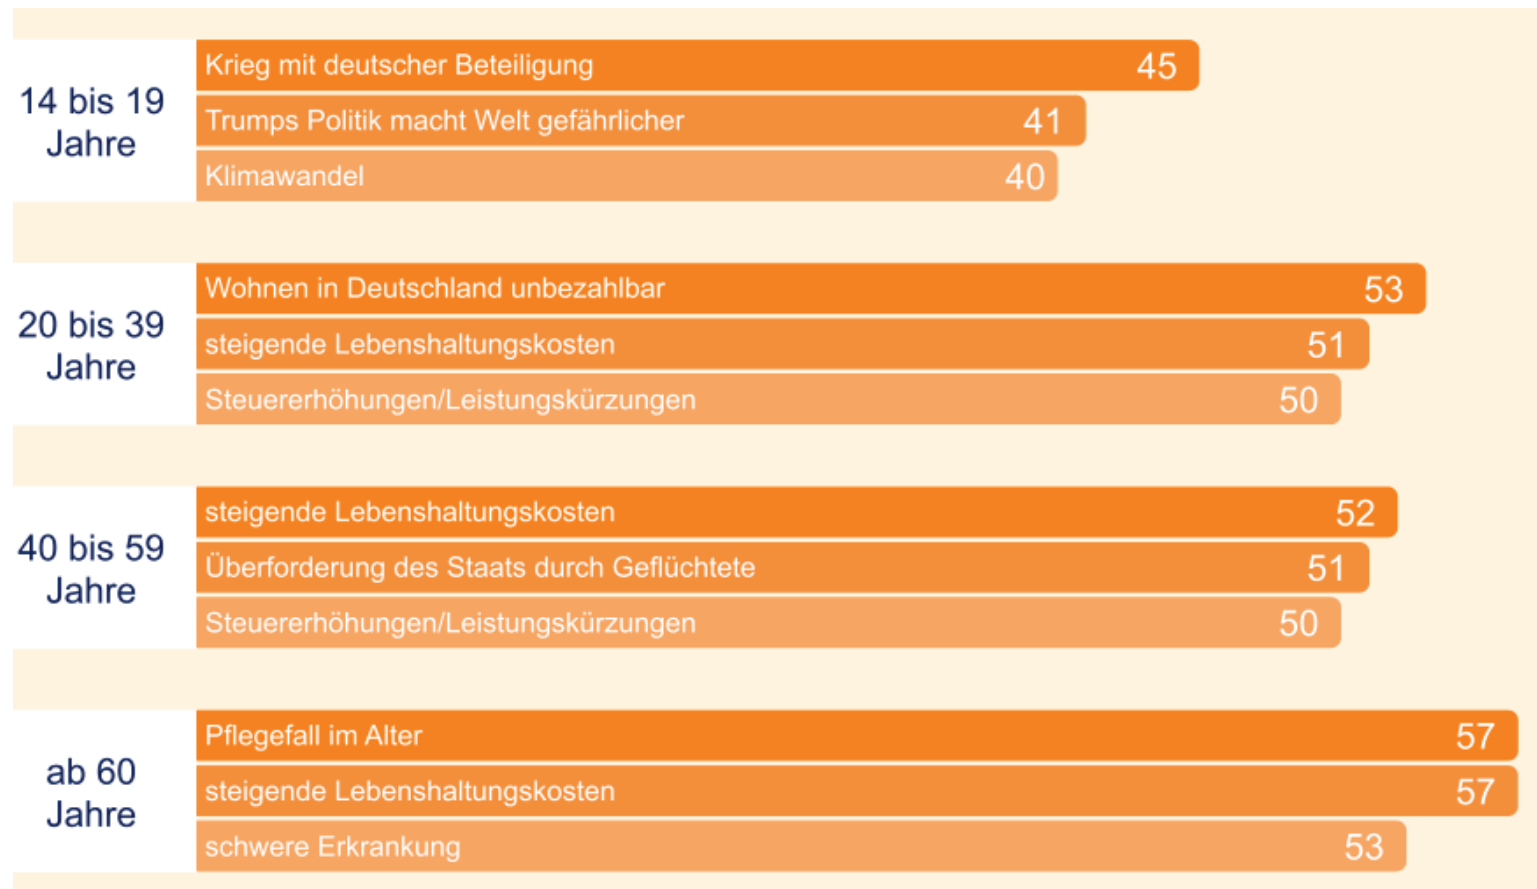 14 bis 19
Jahre
Krieg mit deutscher Beteiligung 45
Trumps Politik macht Welt gefährlicher 41
Klimawandel 40
20 bis 39
Jahre
Wohnen in Deutschland unbezahlbar 53
steigende Lebenshaltungskosten 51
Steuererhöhungen/Leistungskürzungen 50
40 bis 59
Jahre
steigende Lebenshaltungskosten 52
Überforderung des Staats durch Geflüchtete 51
Steuererhöhungen/Leistungskürzungen 50
ab 60
Jahre
Pflegefall im Alter 57
steigende Lebenshaltungskosten 57
schwere Erkrankung 53